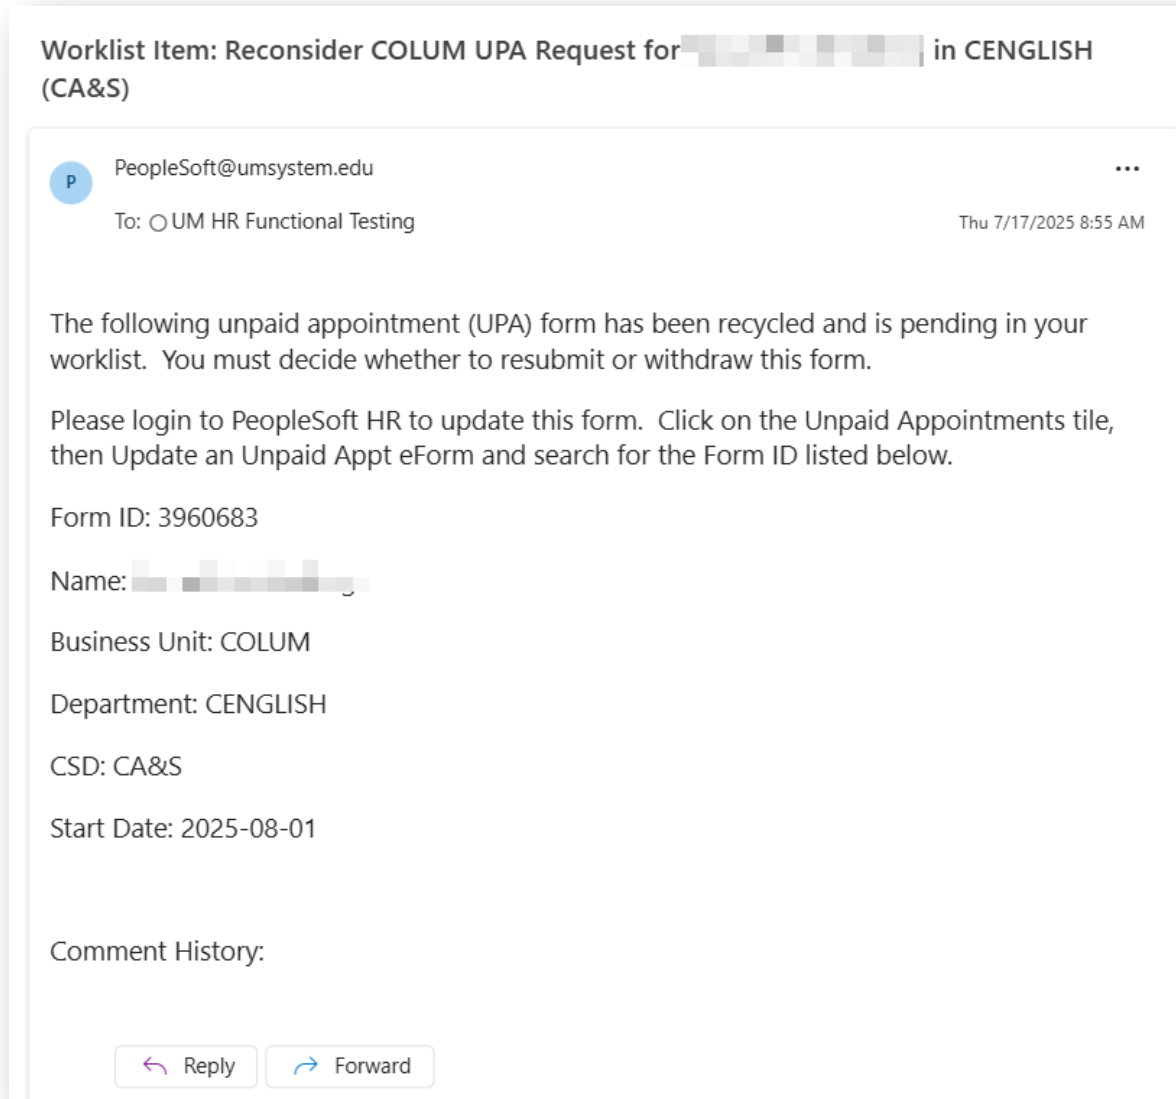 Worklist Item: Reconsider COLUM UPA Request for in CENGLISH
(CA&S)
P
PeopleSoft@umsystem.edu
To: UM HR Functional Testing
Thu 7/17/2025 8:55 AM
The following unpaid appointment (UPA) form has been recycled and is pending in your
worklist.  You must decide whether to resubmit or withdraw this form.
Please login to PeopleSoft HR to update this form.  Click on the Unpaid Appointments tile,
then Update an Unpaid Appt eForm and search for the Form ID listed below.
Form ID: 3960683
Name:
Business Unit: COLUM
Department: CENGLISH
CSD: CA&S
Start Date: 2025-08-01
Comment History:
Reply
Forward